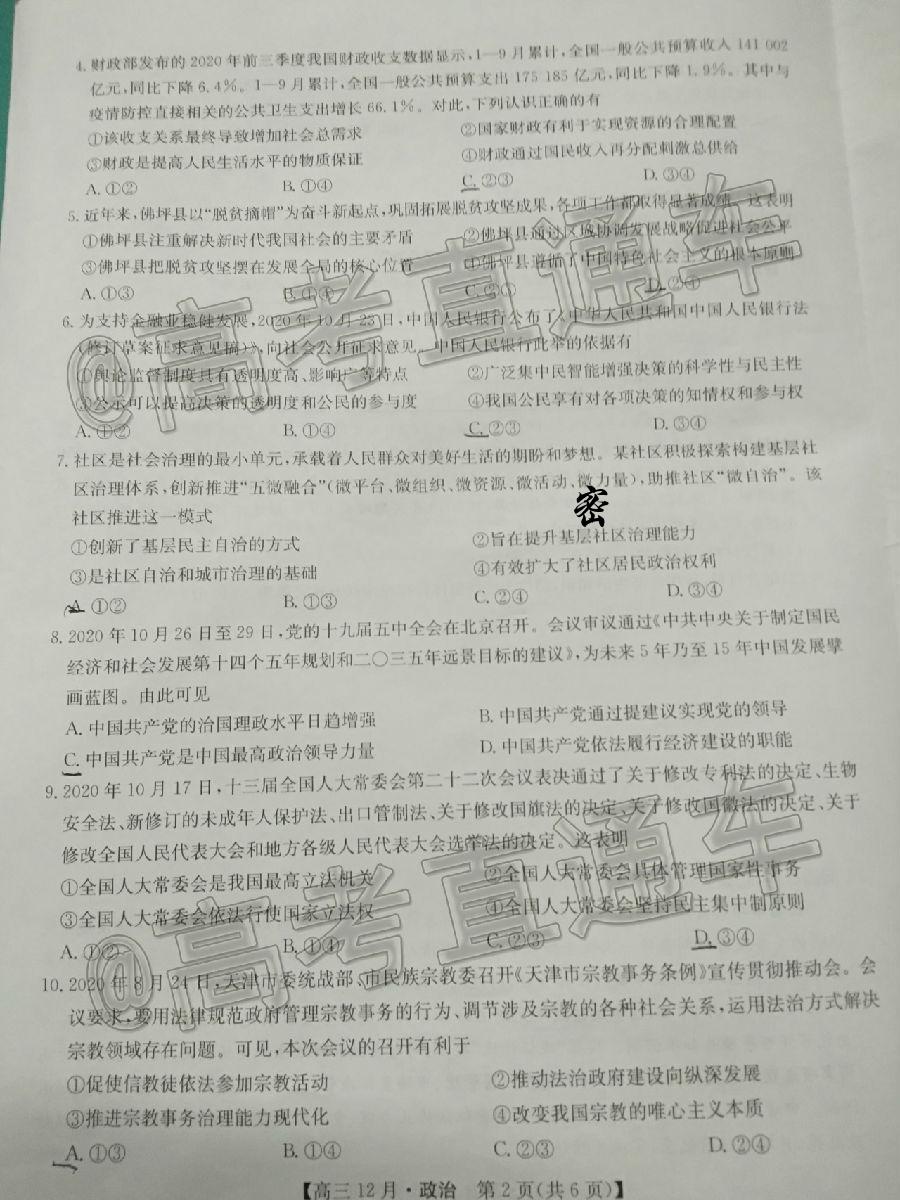 4. 财政部发布的 2020 年前三季度我国财政收支数据显示,1—9 月累计,全国一般公共预算收入 141 002
亿元,同比下降 6.4%。1—9 月累计,全国一般公共预算支出 175 185 亿元,同比下降 1.9%。其中与
疫情防控直接相关的公共卫生支出增长 66.1%。对此,下列认识正确的有
①该收支关系最终导致增加社会总需求 ②国家财政有利于实现资源的合理配置
③财政是提高人民生活水平的物质保证 ④财政通过国民收入再分配刺激总供给
A. ①② B. ①④ C. ②③ D. ③④
5. 近年来,佛坪县以“脱贫摘帽”为奋斗新起点,巩固拓展脱贫攻坚成果,各项工作都取得显著成绩。这表明
①佛坪县注重解决新时代我国社会的主要矛盾 ②佛坪县通过区域协调发展战略促进社会公平
③佛坪县把脱贫攻坚摆在发展全局的核心位置 ④佛坪县遵循了中国特色社会主义的根本原则
A. ①③ B. ①④ C. ②③ D. ②④
6. 为支持金融业稳健发展,2020 年 10 月 23 日,中国人民银行公布了《中华人民共和国中国人民银行法
(修订草案征求意见稿)》,向社会公开征求意见。中国人民银行此举的依据有
①舆论监督制度具有透明度高、影响广等特点 ②广泛集中民智能增强决策的科学性与民主性
③公示可以提高决策的透明度和公民的参与度 ④我国公民享有对各项决策的知情权和参与权
A. ①② B. ①④ C. ②③ D. ③④
7. 社区是社会治理的最小单元,承载着人民群众对美好生活的期盼和梦想。某社区积极探索构建基层社
区治理体系,创新推进“五微融合”(微平台、微组织、微资源、微活动、微力量),助推社区“微自治”。该
社区推进这一模式
密
①创新了基层民主自治的方式 ②旨在提升基层社区治理能力
③是社区自治和城市治理的基础 ④有效扩大了社区居民政治权利
A. ①② B. ①③ C. ②④ D. ③④
8. 2020 年 10 月 26 日至 29 日,党的十九届五中全会在北京召开。会议审议通过《中共中央关于制定国民
经济和社会发展第十四个五年规划和二〇三五年远景目标的建议》,为未来 5 年乃至 15 年中国发展擘
画蓝图。由此可见
A. 中国共产党的治国理政水平日趋增强 B. 中国共产党通过提建议实现党的领导
C. 中国共产党是中国最高政治领导力量 D. 中国共产党依法履行经济建设的职能
9. 2020 年 10 月 17 日,十三届全国人大常委会第二十二次会议表决通过了关于修改专利法的决定、生物
安全法、新修订的未成年人保护法、出口管制法、关于修改国旗法的决定、关于修改国徽法的决定、关于
修改全国人民代表大会和地方各级人民代表大会选举法的决定。这表明
①全国人大常委会是我国最高立法机关 ②全国人大常委会具体管理国家性事务
③全国人大常委会依法行使国家立法权 ④全国人大常委会坚持民主集中制原则
A. ①② B. ①④ C. ②③ D. ③④
10. 2020 年 8 月 24 日,天津市委统战部、市民族宗教委召开《天津市宗教事务条例》宣传贯彻推动会。会
议要求,要用法律规范政府管理宗教事务的行为、调节涉及宗教的各种社会关系,运用法治方式解决
宗教领域存在问题。可见,本次会议的召开有利于
①促使信教徒依法参加宗教活动 ②推动法治政府建设向纵深发展
③推进宗教事务治理能力现代化 ④改变我国宗教的唯心主义本质
A. ①③ B. ①④ C. ②③ D. ②④
【高三 12 月·政治 第 2 页(共 6 页)】
@高考直通车
@高考直通车